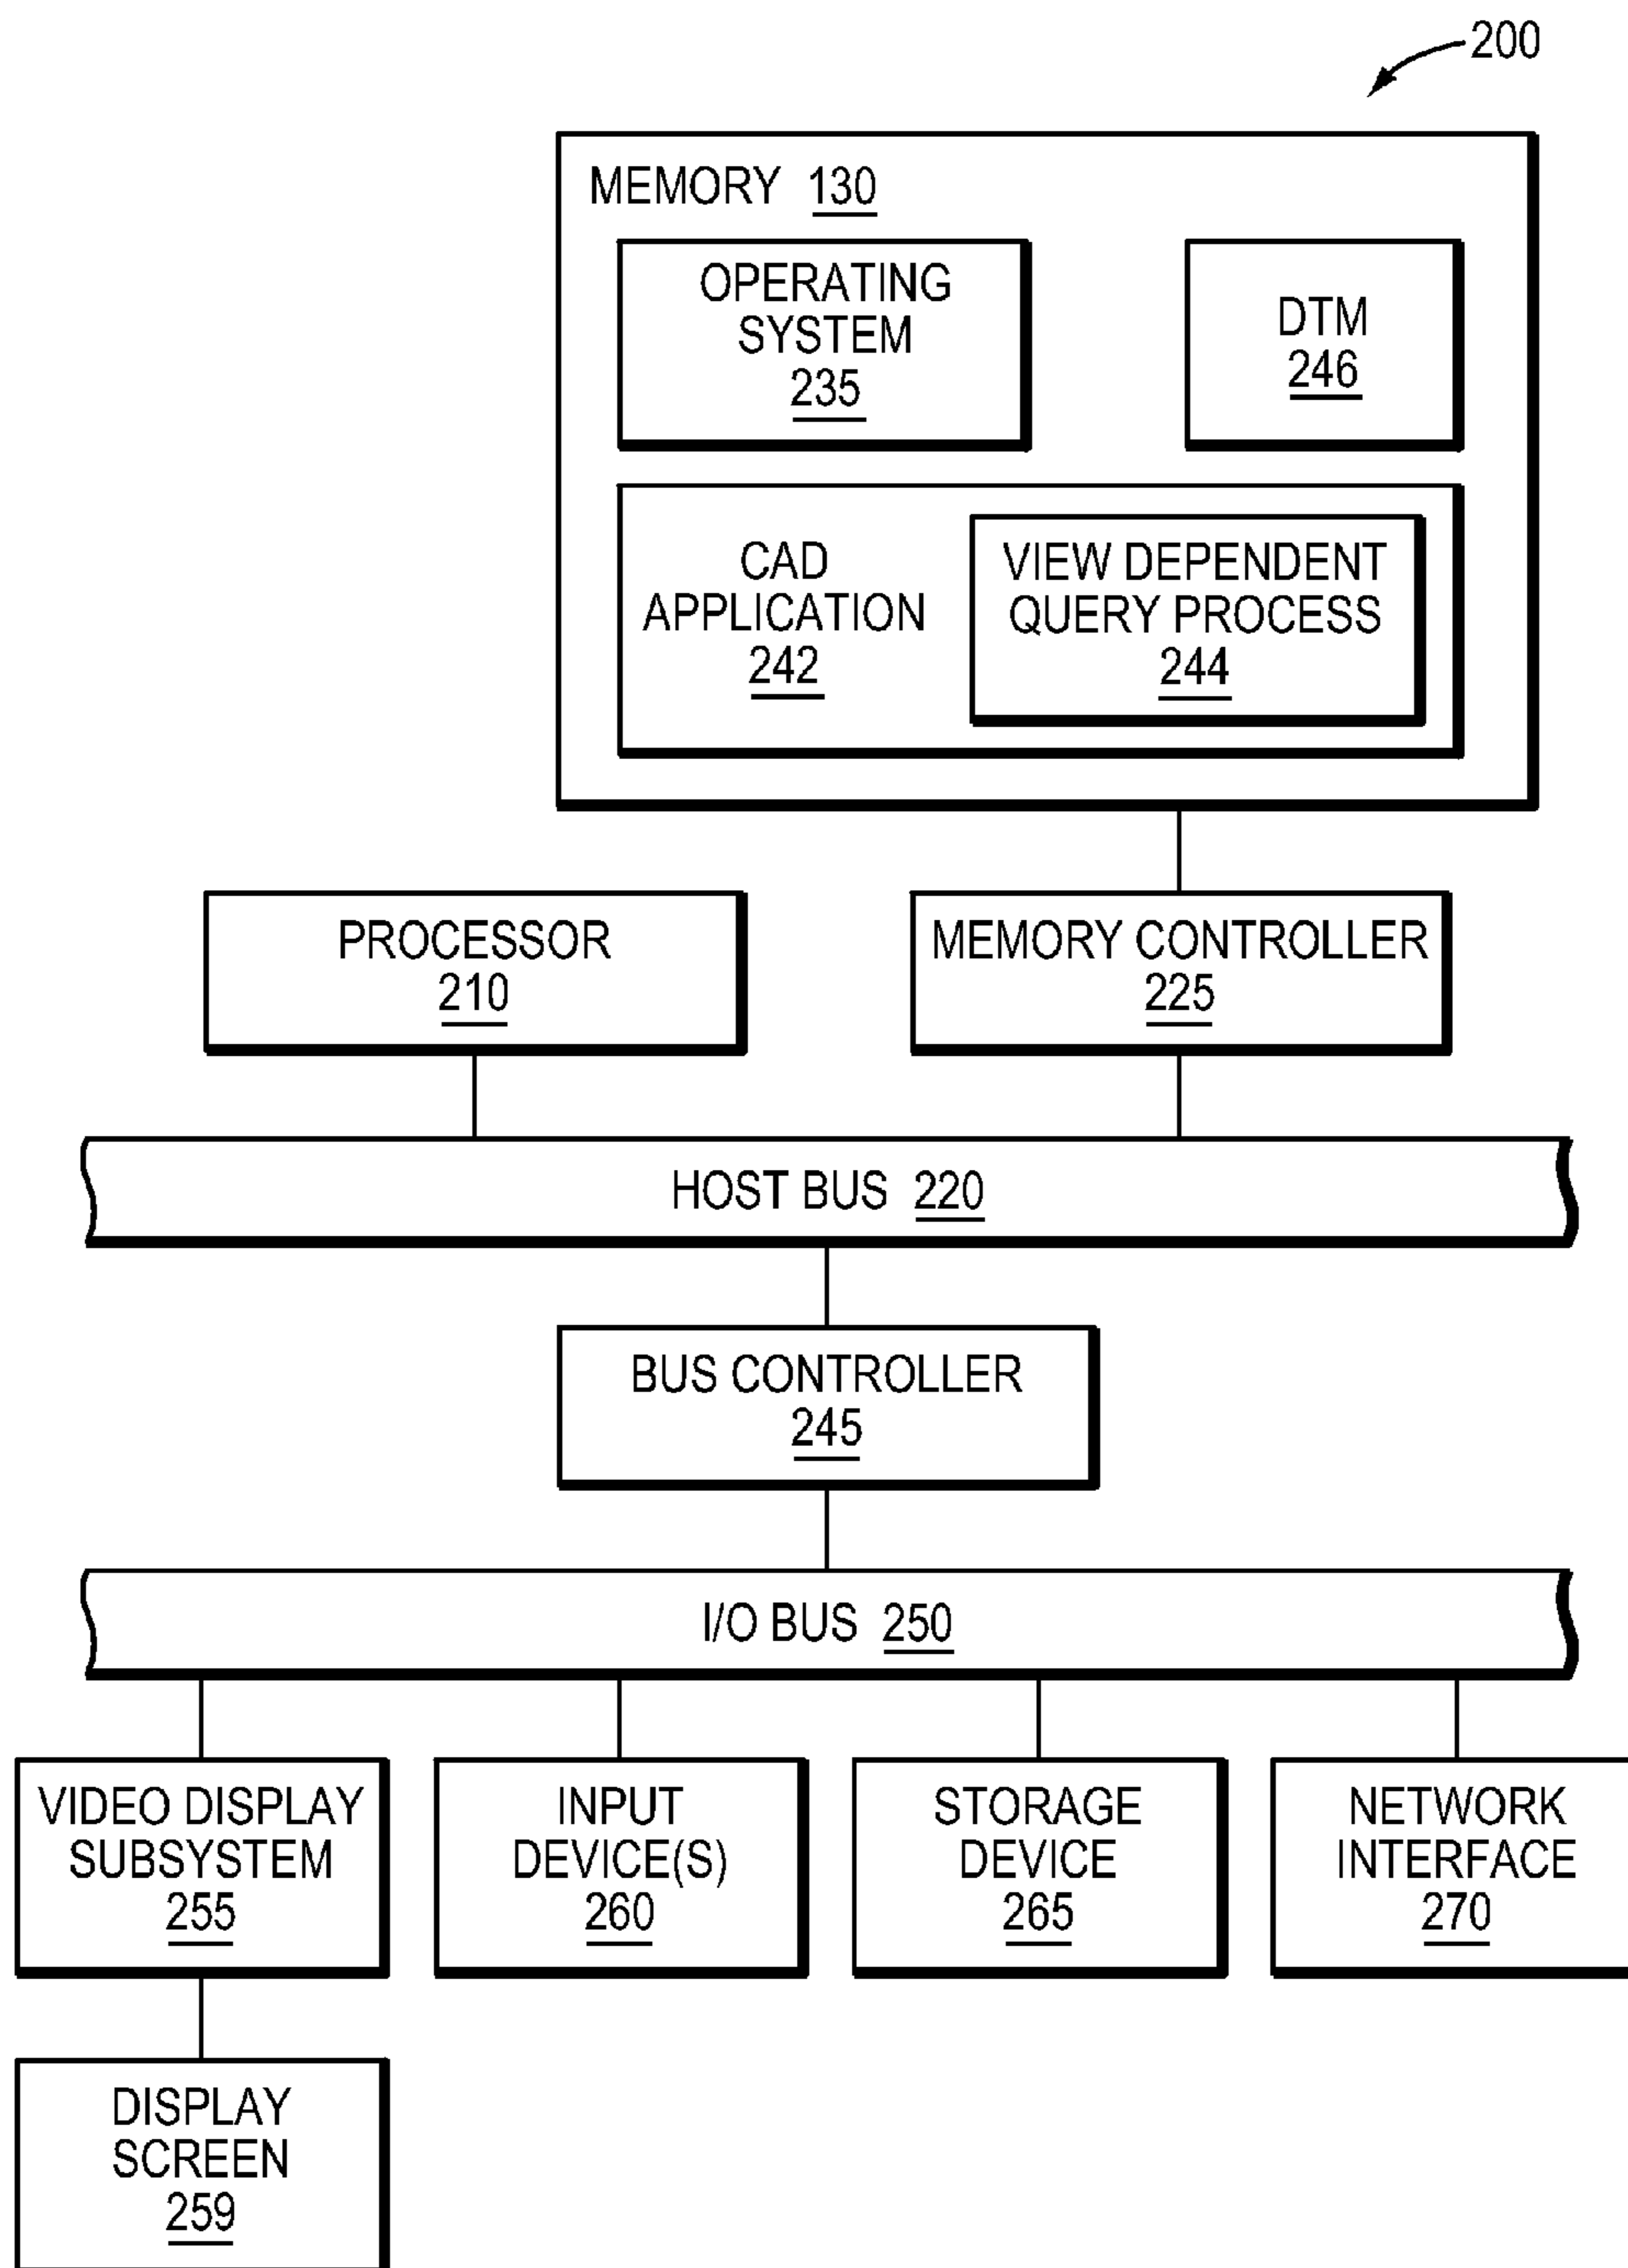 200
MEMORY 130
OPERATING
SYSTEM
235
DTM
246
CAD
APPLICATION
242
VIEW DEPENDENT
QUERY PROCESS
244
PROCESSOR
210
MEMORY CONTROLLER
225
HOST BUS 220
BUS CONTROLLER
245
I/O BUS 250
VIDEO DISPLAY
SUBSYSTEM
255
INPUT
DEVICE(S)
260
STORAGE
DEVICE
265
NETWORK
INTERFACE
270
DISPLAY
SCREEN
259